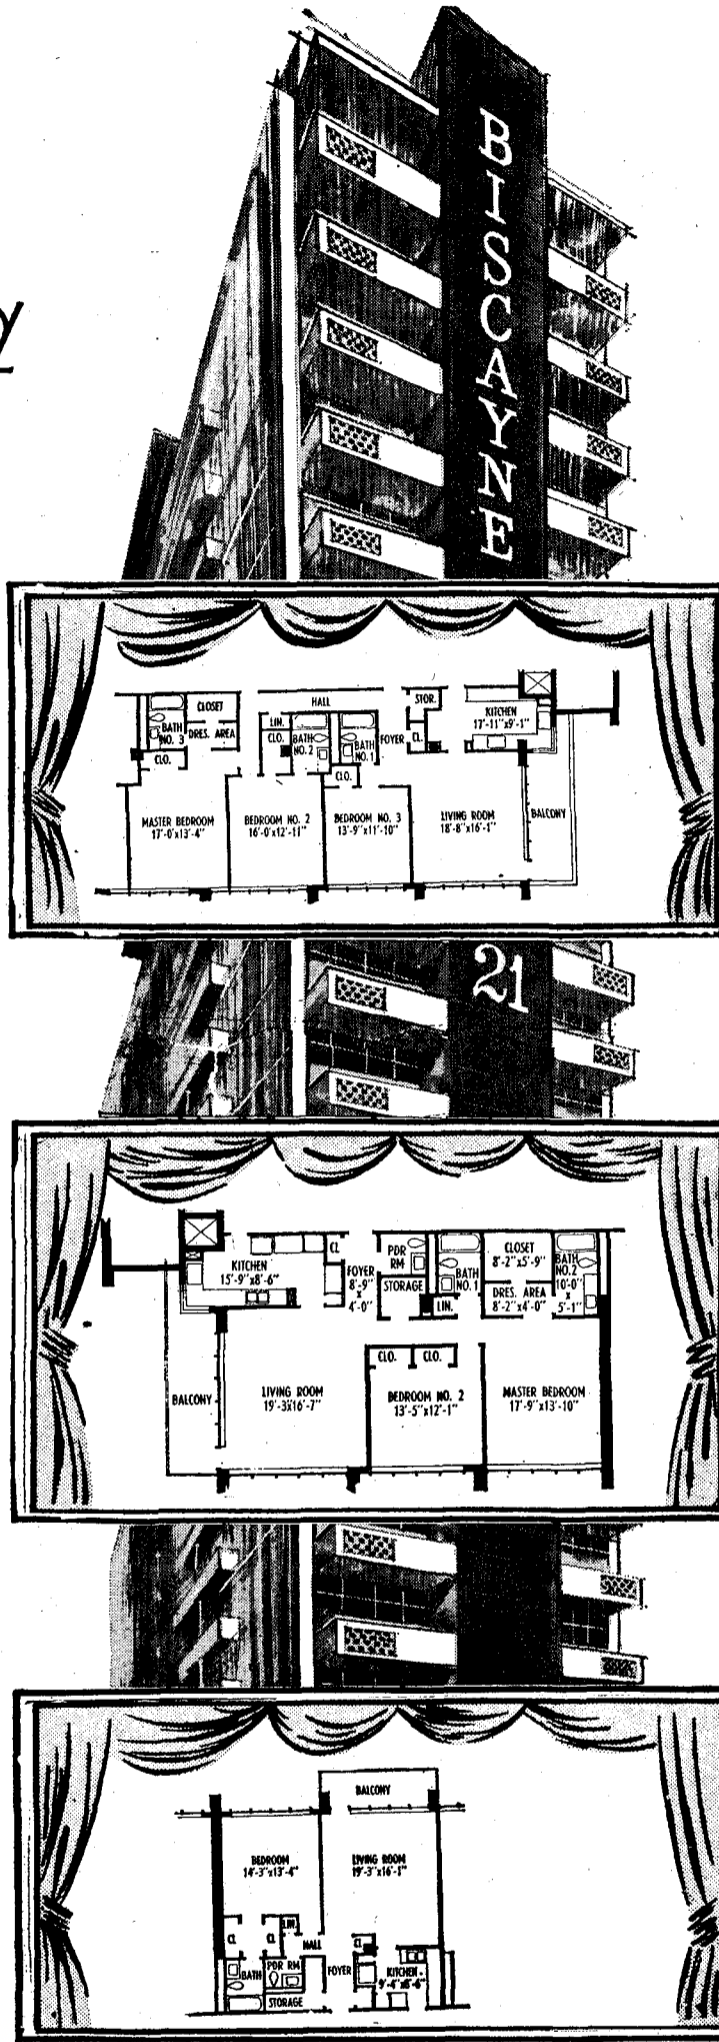 BISCAYNE
BATH NO. 3
CLOSET
DRES. AREA
CLO.
HALL
LIN.
CLO.
BATH NO. 2
BATH NO. 1
CLO.
FOYER
STOR.
CL.
KITCHEN
17'-11"x9'-1"
MASTER BEDROOM
17'-0"x13'-4"
BEDROOM NO. 2
16'-0"x12'-11"
BEDROOM NO. 3
13'-9"x11'-10"
LIVING ROOM
18'-8"x16'-1"
BALCONY
21
KITCHEN
15'-9"x8'-6"
CL
FOYER
8'-9"
x
4'-0"
PDR
RM
STORAGE
BATH
NO. 1
LIN.
CLOSET
8'-2"x5'-9"
DRES. AREA
8'-2"x4'-0"
BATH
NO. 2
10'-0"
x
5'-1"
BALCONY
LIVING ROOM
19'-3"x16'-7"
CLO.
CLO.
BEDROOM NO. 2
13'-5"x12'-1"
MASTER BEDROOM
17'-9"x13'-10"
BALCONY
BEDROOM
14'-3"x13'-4"
LIVING ROOM
19'-3"x16'-1"
CL
CL
LIN.
HALL
CL
BATH
PDR RM
FOYER
KITCHEN
STORAGE